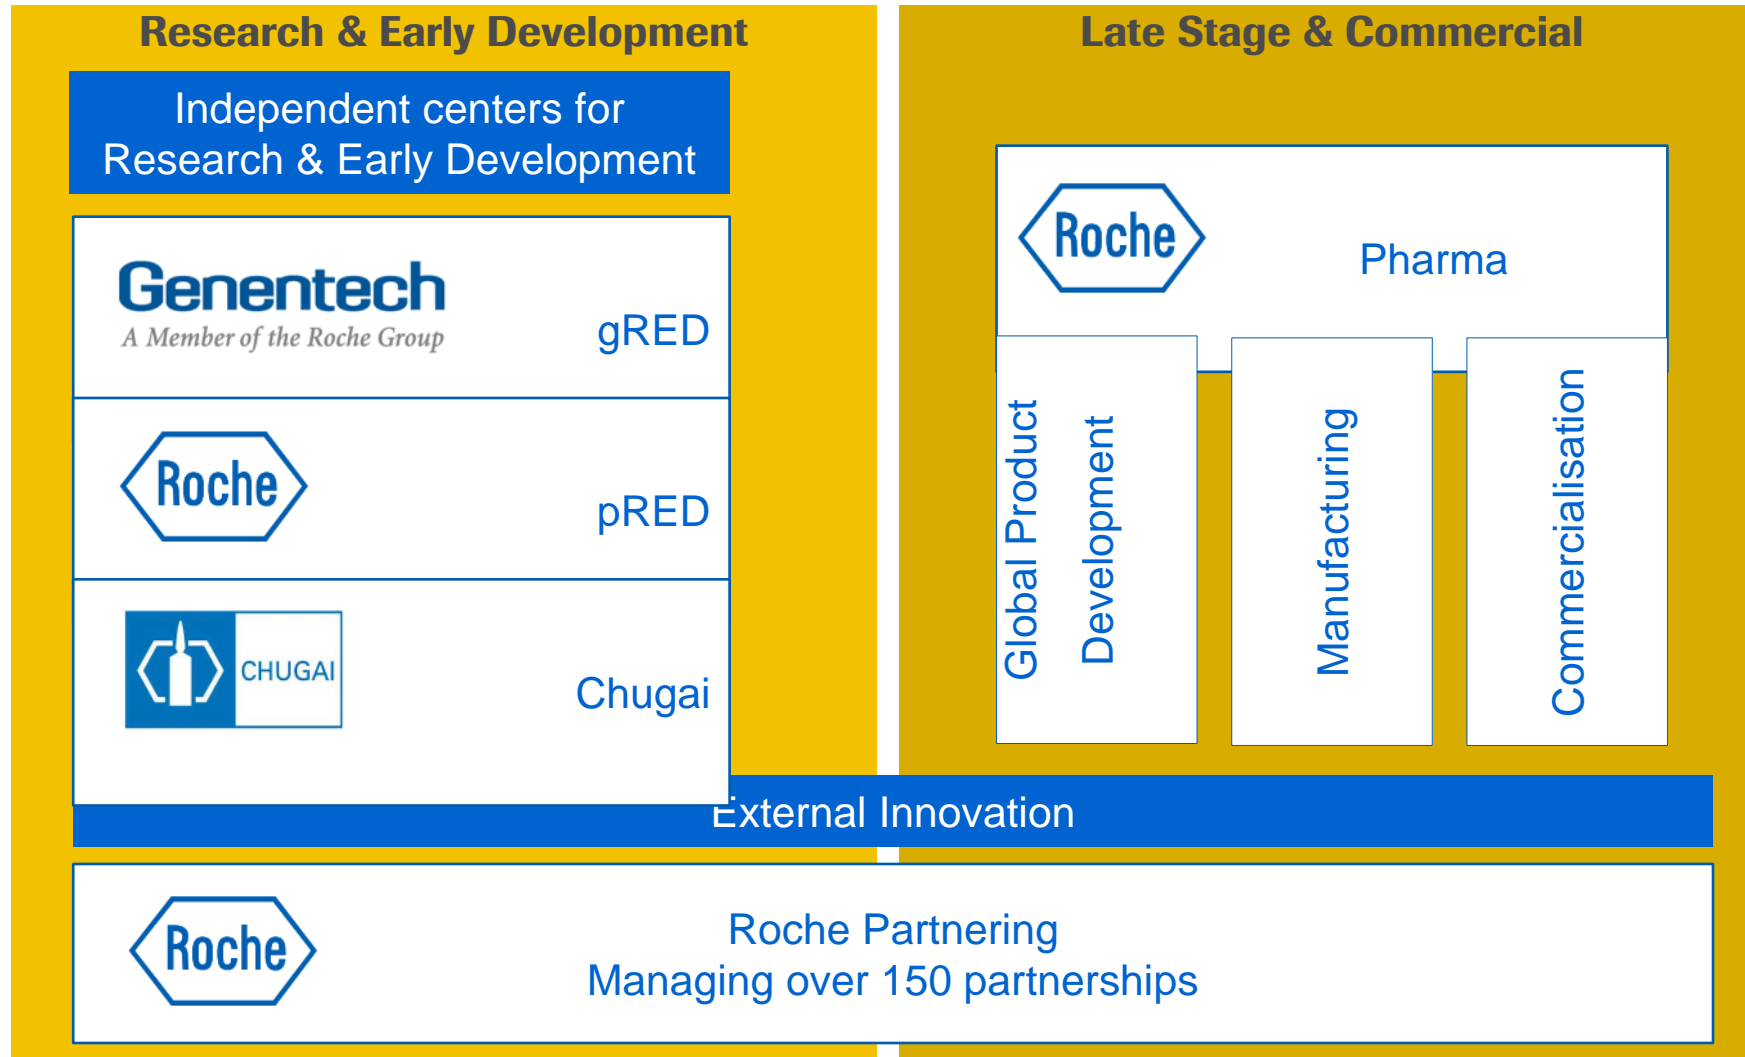 Research & Early Development
Independent centers for
Research & Early Development
Genentech
A Member of the Roche Group
gRED
Roche
pRED
CHUGAI
Chugai
Late Stage & Commercial
Roche
Pharma
Global Product
Development
Manufacturing
Commercialisation
External Innovation
Roche
Roche Partnering
Managing over 150 partnerships